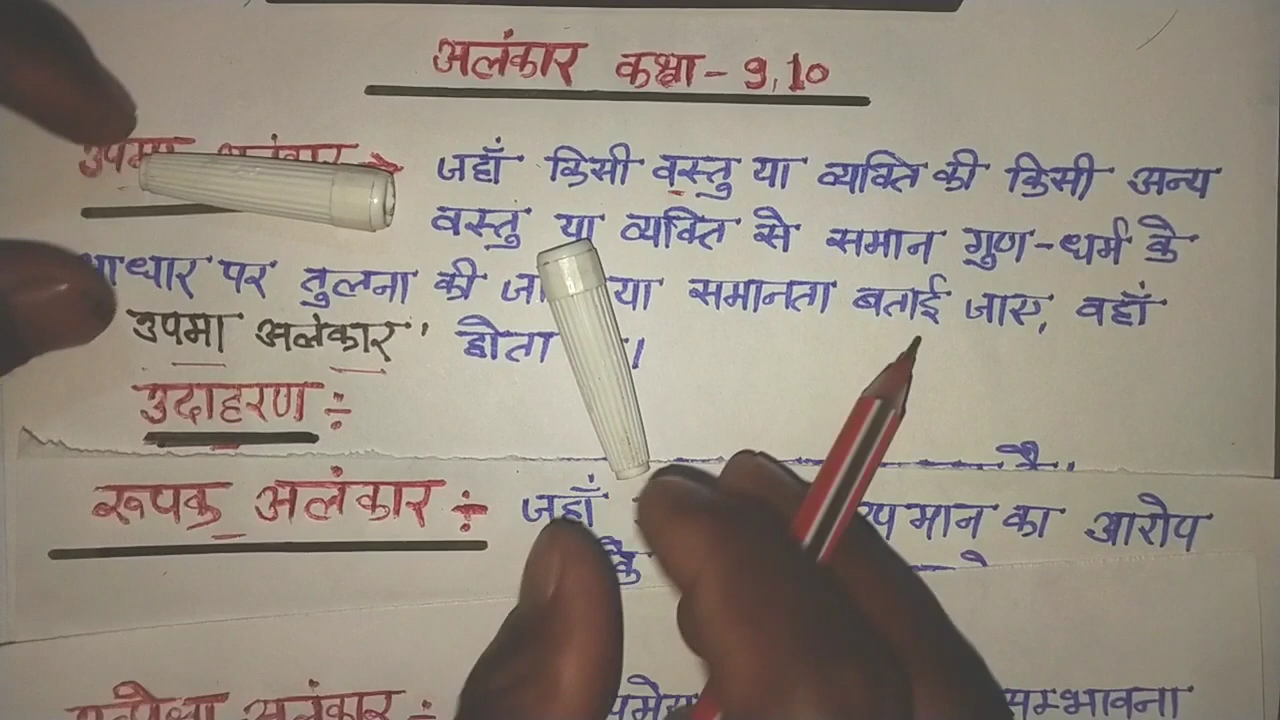 अलंकार कक्षा - 9,10
जहाँ किसी वस्तु या व्यक्ति की किसी अन्य
वस्तु या व्यक्ति से समान गुण-धर्म के
आधार पर तुलना की या समानता बताई जाए, वहाँ
उपमा अलंकार' होता
उदाहरण ÷
रूपक अलंकार ÷ जहाँ उपमान का आरोप
के
अलंकार ÷ सम्भावना